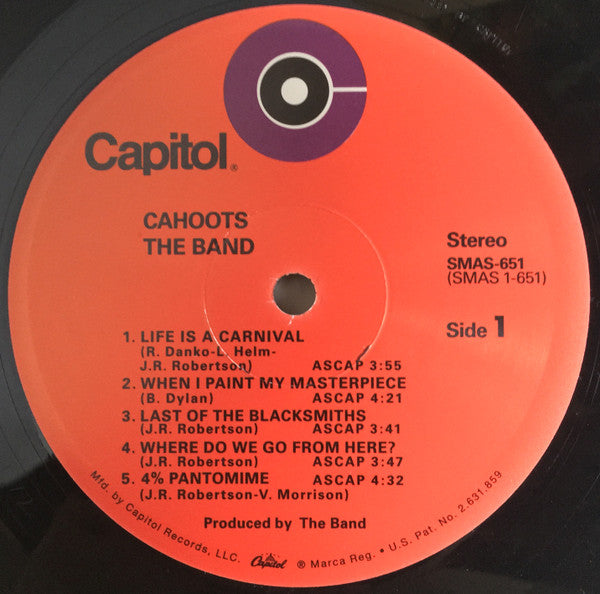 Capitol®
CAHOOTS
THE BAND
Stereo
SMAS-651
(SMAS 1-651)
Side 1
1. LIFE IS A CARNIVAL
(R. Danko-L. Helm-
J.R. Robertson) ASCAP 3:55
2. WHEN I PAINT MY MASTERPIECE
(B. Dylan) ASCAP 4:21
3. LAST OF THE BLACKSMITHS
(J.R. Robertson) ASCAP 3:41
4. WHERE DO WE GO FROM HERE?
(J.R. Robertson) ASCAP 3:47
5. 4% PANTOMIME ASCAP 4:32
(J.R. Robertson-V. Morrison)
Produced by The Band
Mfd. by Capitol Records, LLC. Capitol ® Marca Reg. • U.S. Pat. No. 2.631.859